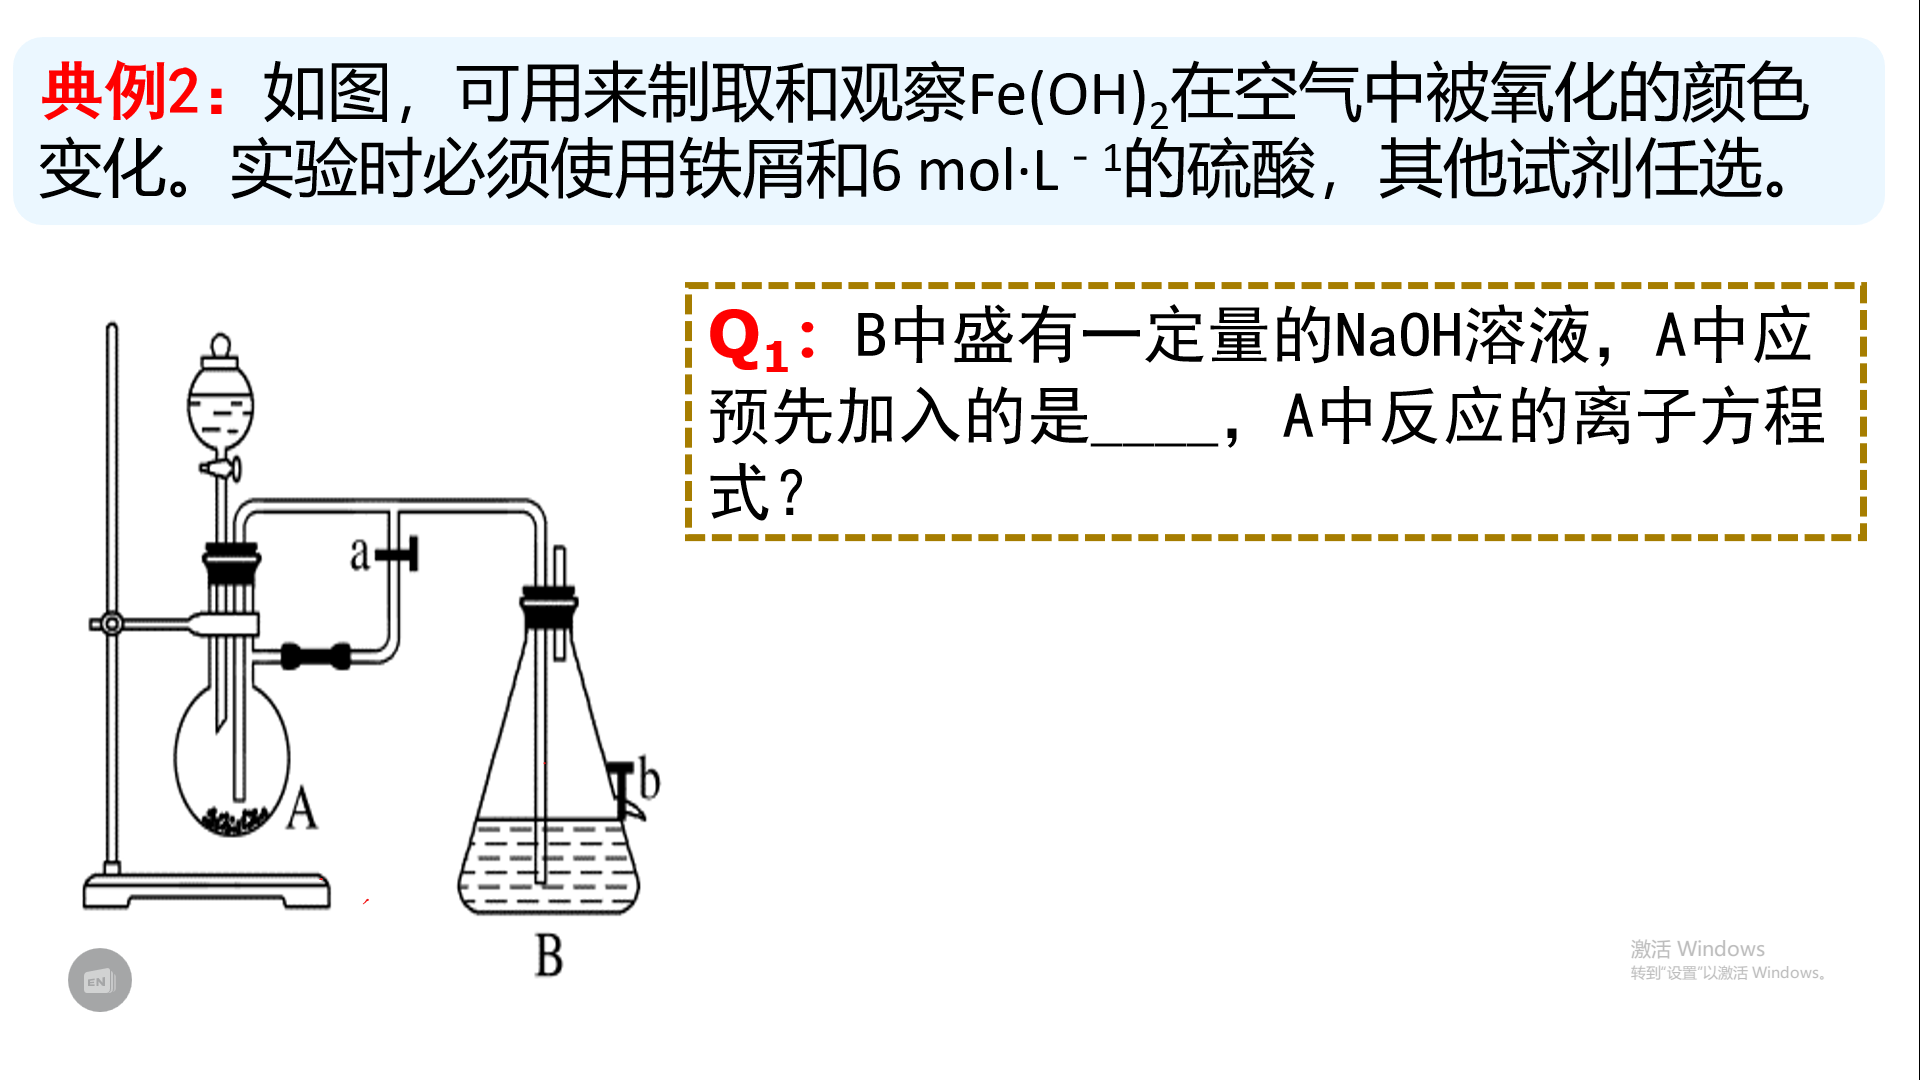 典例2：如图，可用来制取和观察Fe(OH)₂在空气中被氧化的颜色
变化。实验时必须使用铁屑和6 mol·L⁻¹的硫酸，其他试剂任选。
Q₁：B中盛有一定量的NaOH溶液，A中应
预先加入的是____，A中反应的离子方程
式？
a
b
A
B
EN
激活 Windows
转到“设置”以激活 Windows。